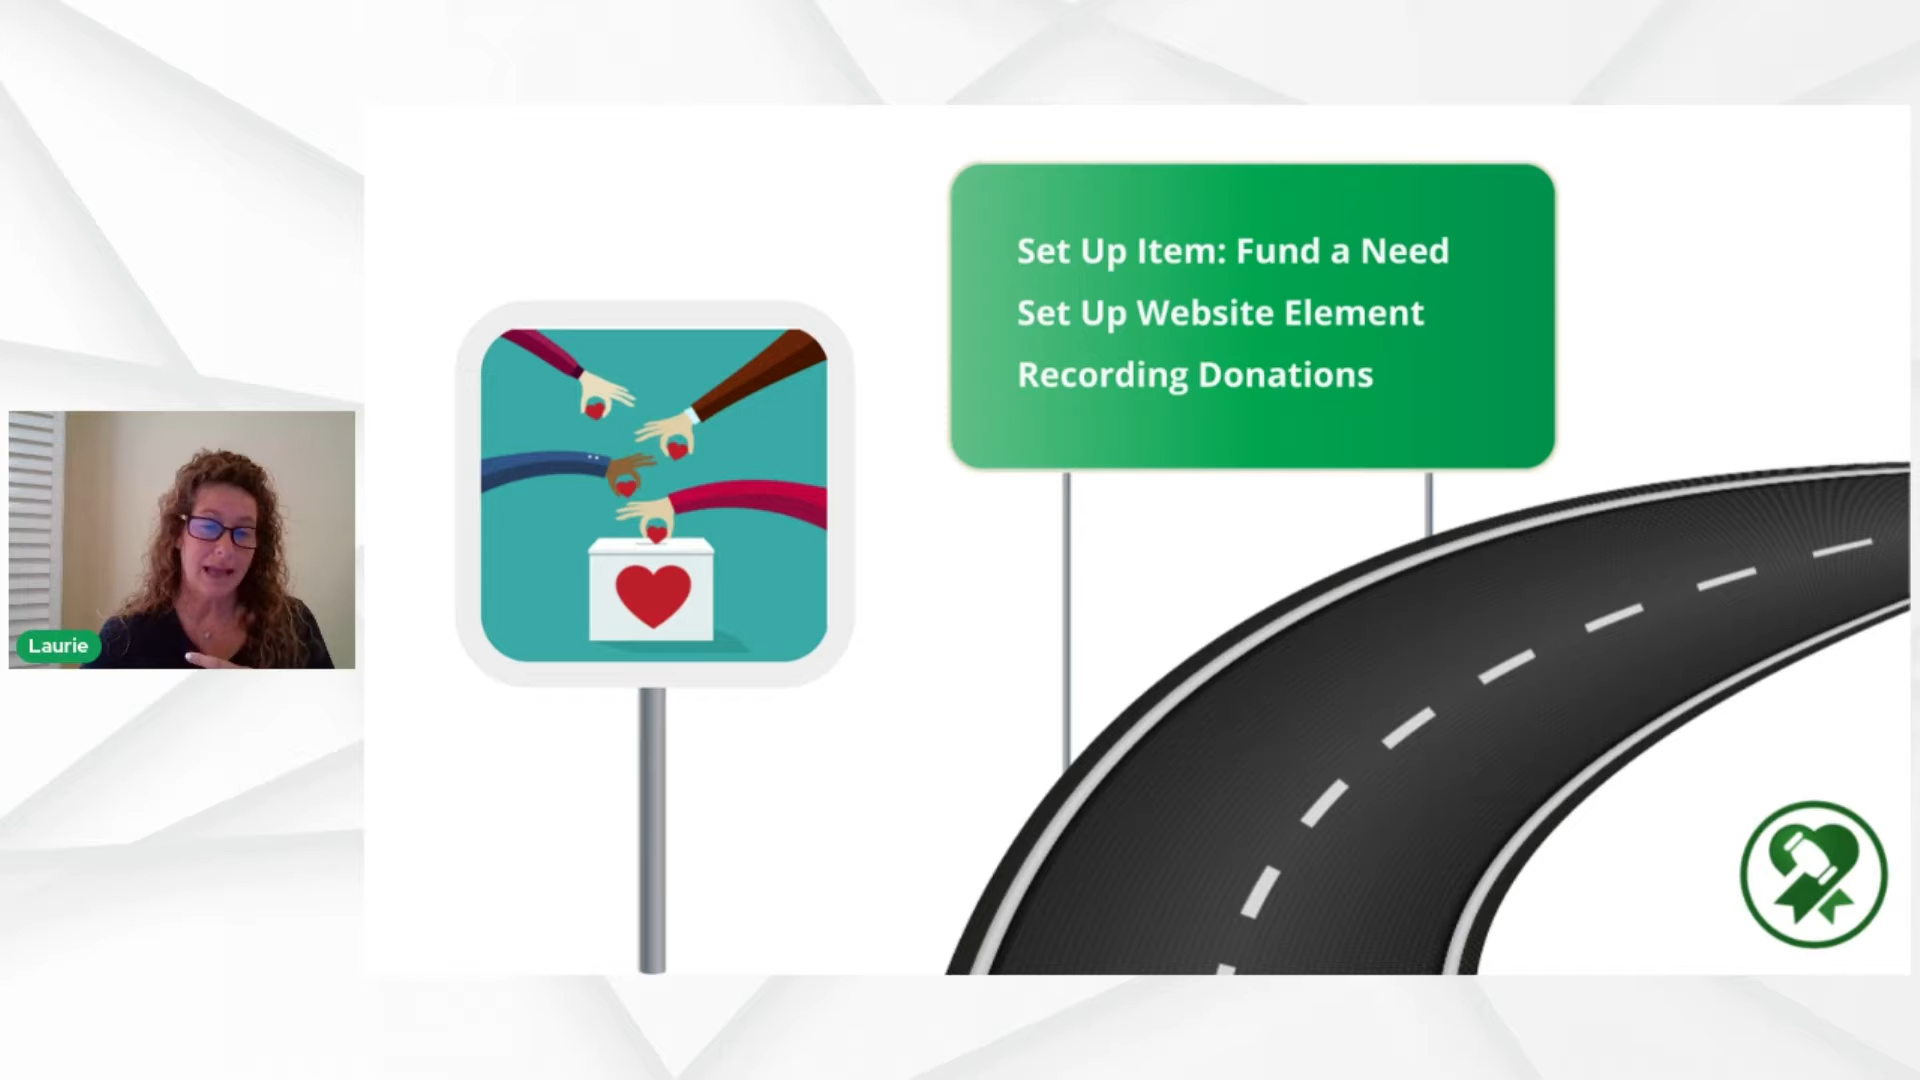 Set Up Item: Fund a Need
Set Up Website Element
Recording Donations
Laurie